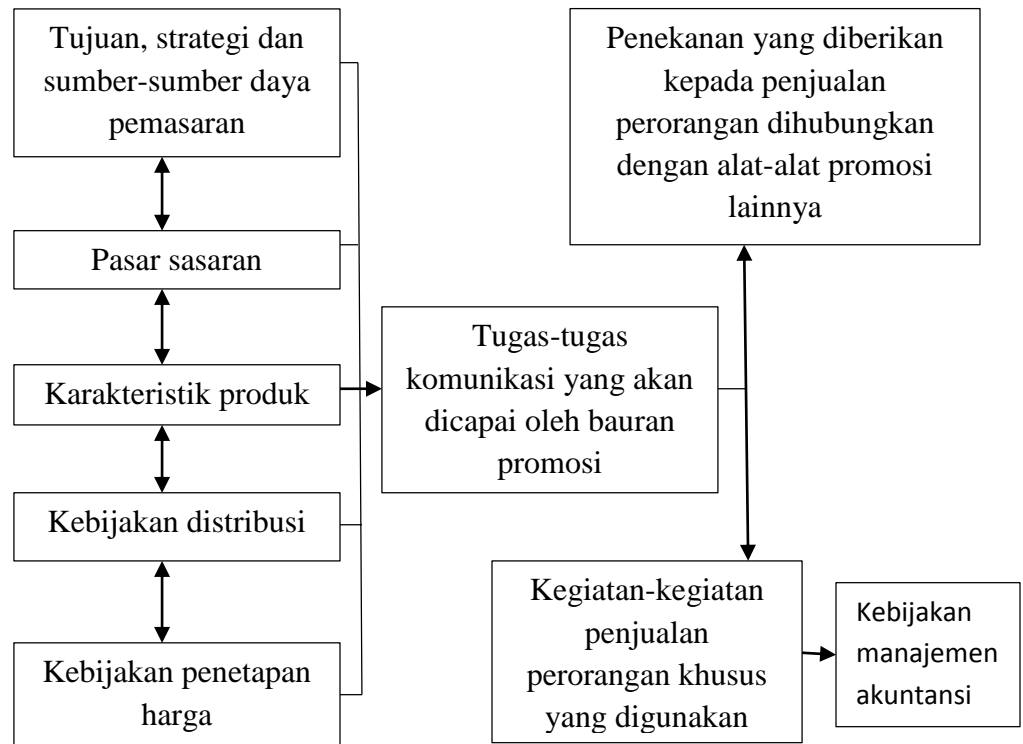 Tujuan, strategi dan
sumber-sumber daya
pemasaran
Pasar sasaran
Karakteristik produk
Kebijakan distribusi
Kebijakan penetapan
harga
Tugas-tugas
komunikasi yang akan
dicapai oleh bauran
promosi
Penekanan yang diberikan
kepada penjualan
perorangan dihubungkan
dengan alat-alat promosi
lainnya
Kegiatan-kegiatan
penjualan
perorangan khusus
yang digunakan
Kebijakan
manajemen
akuntansi